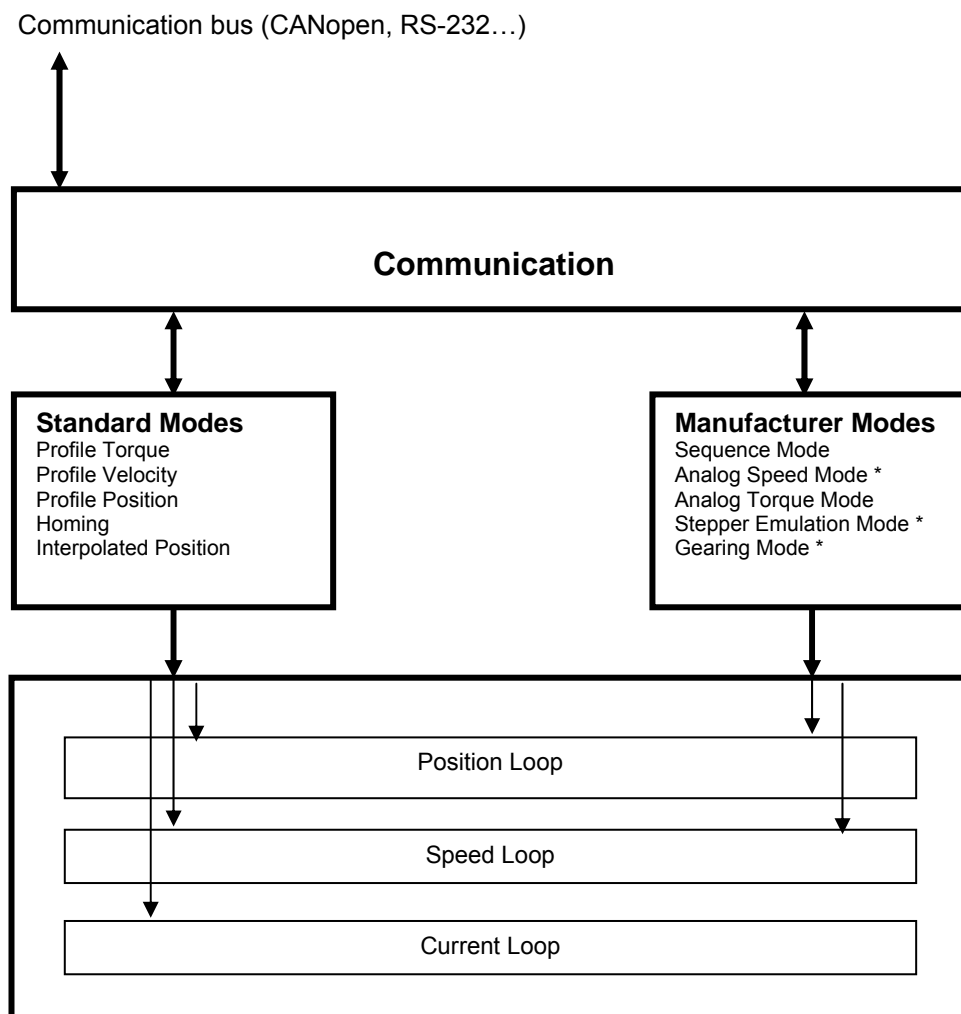 Communication bus (CANopen, RS-232…)
Communication
Standard Modes
Profile Torque
Profile Velocity
Profile Position
Homing
Interpolated Position
Manufacturer Modes
Sequence Mode
Analog Speed Mode *
Analog Torque Mode
Stepper Emulation Mode *
Gearing Mode *
Position Loop
Speed Loop
Current Loop